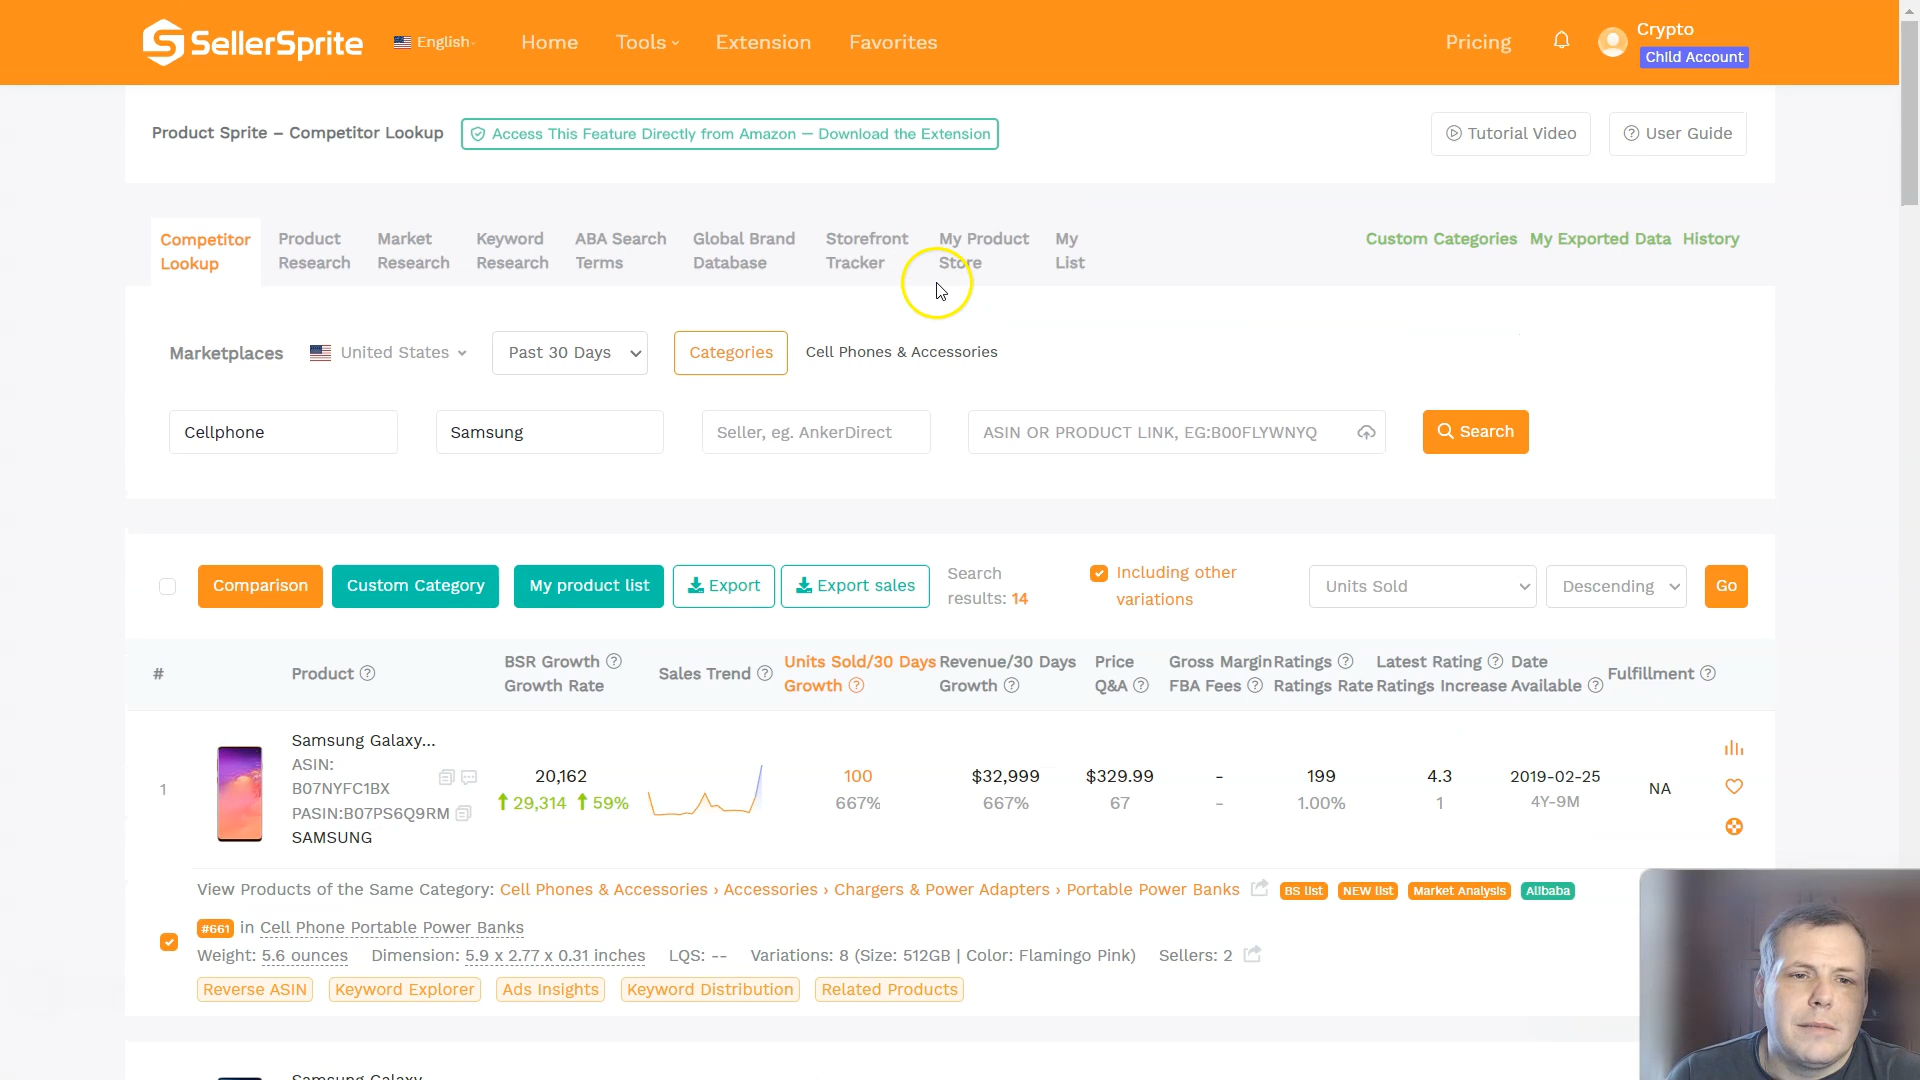 SellerSprite
English
Home
Tools
Extension
Favorites
Pricing
Crypto
Child Account
Product Sprite – Competitor Lookup
Access This Feature Directly from Amazon — Download the Extension
Tutorial Video
User Guide
Competitor
Lookup
Product
Research
Market
Research
Keyword
Research
ABA Search
Terms
Global Brand
Database
Storefront
Tracker
My Product
Store
My
List
Custom Categories
My Exported Data
History
Marketplaces
United States
Past 30 Days
Categories
Cell Phones & Accessories
Cellphone
Samsung
Seller, eg. AnkerDirect
ASIN OR PRODUCT LINK, EG:B00FLYWNYQ
Search
Comparison
Custom Category
My product list
Export
Export sales
Search
results: 14
Including other
variations
Units Sold
Descending
Go
#
Product
BSR Growth
Growth Rate
Sales Trend
Units Sold/30 Days
Growth
Revenue/30 Days
Growth
Price
Q&A
Gross Margin
FBA Fees
Ratings
Ratings Rate
Latest Rating
Ratings Increase
Date
Available
Fulfillment
1
Samsung Galaxy...
ASIN:
B07NYFC1BX
PASIN:B07PS6Q9RM
SAMSUNG
20,162
29,314 59%
100
667%
$32,999
667%
$329.99
67
-
-
199
1.00%
4.3
1
2019-02-25
4Y-9M
NA
View Products of the Same Category: Cell Phones & Accessories › Accessories › Chargers & Power Adapters › Portable Power Banks
BS list
NEW list
Market Analysis
Alibaba
#661 in Cell Phone Portable Power Banks
Weight: 5.6 ounces Dimension: 5.9 x 2.77 x 0.31 inches LQS: -- Variations: 8 (Size: 512GB | Color: Flamingo Pink) Sellers: 2
Reverse ASIN
Keyword Explorer
Ads Insights
Keyword Distribution
Related Products
Samsung Galaxy